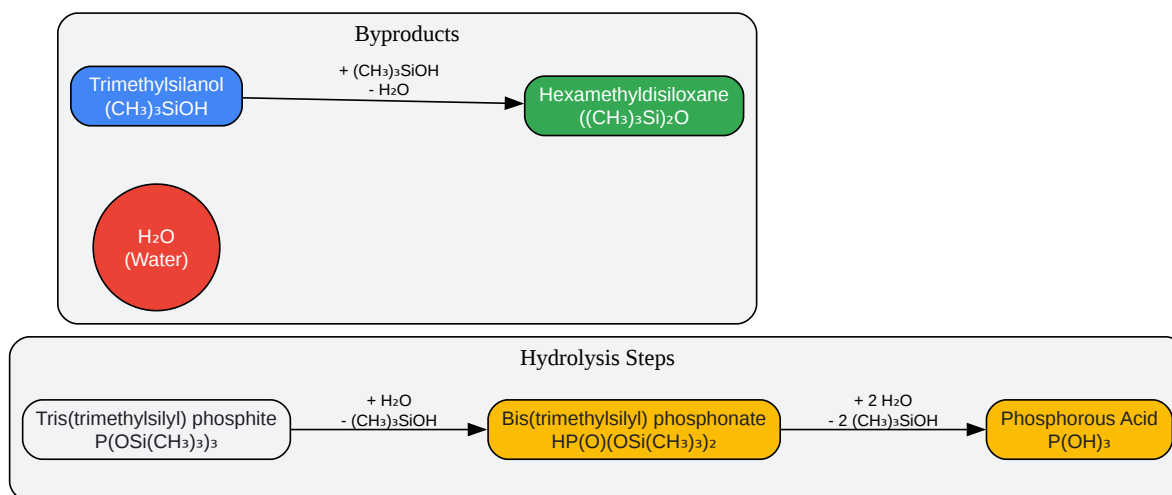 Byproducts
Trimethylsilanol
(CH₃)₃SiOH
+ (CH₃)₃SiOH
- H₂O
Hexamethyldisiloxane
((CH₃)₃Si)₂O
H₂O
(Water)
Hydrolysis Steps
Tris(trimethylsilyl) phosphite
P(OSi(CH₃)₃)₃
+ H₂O
- (CH₃)₃SiOH
Bis(trimethylsilyl) phosphonate
HP(O)(OSi(CH₃)₃)₂
+ 2 H₂O
- 2 (CH₃)₃SiOH
Phosphorous Acid
P(OH)₃